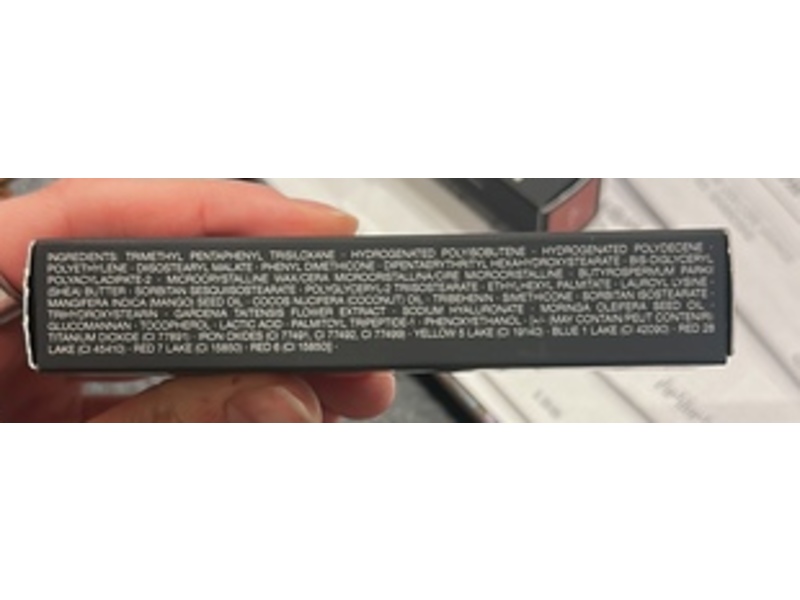 INGREDIENTS: TRIMETHYL PENTAPHENYL TRISILOXANE · HYDROGENATED POLYISOBUTENE · HYDROGENATED POLYDECENE ·
POLYETHYLENE · DIISOSTEARYL MALATE · PHENYL DIMETHICONE · DIPENTAERYTHRITYL HEXAHYDROXYSTEARATE · BIS-DIGLYCERYL
POLYACYLADIPATE-2 · MICROCRYSTALLINE WAX/CERA MICROCRISTALLINA/CIRE MICROCRYSTALLINE · BUTYROSPERMUM PARKII
(SHEA) BUTTER · SORBITAN SESQUIISOSTEARATE · POLYGLYCERYL-2 TRIISOSTEARATE · ETHYLHEXYL PALMITATE · LAUROYL LYSINE ·
MANGIFERA INDICA (MANGO) SEED OIL · COCOS NUCIFERA (COCONUT) OIL · TRIBEHENIN · SIMETHICONE · SORBITAN ISOSTEARATE ·
TRIHYDROXYSTEARIN · GARDENIA TAITENSIS FLOWER EXTRACT · SODIUM HYALURONATE · MORINGA OLEIFERA SEED OIL ·
GLUCOMANNAN · TOCOPHEROL · LACTIC ACID · PALMITOYL TRIPEPTIDE-1 · PHENOXYETHANOL · MAY CONTAIN/PEUT CONTENIR:
TITANIUM DIOXIDE (CI 77891) · IRON OXIDES (CI 77491, CI 77492, CI 77499) · YELLOW 5 LAKE (CI 19140) · BLUE 1 LAKE (CI 42090) · RED 28
LAKE (CI 45410) · RED 7 LAKE (CI 15850) · RED 6 (CI 15850)] ·